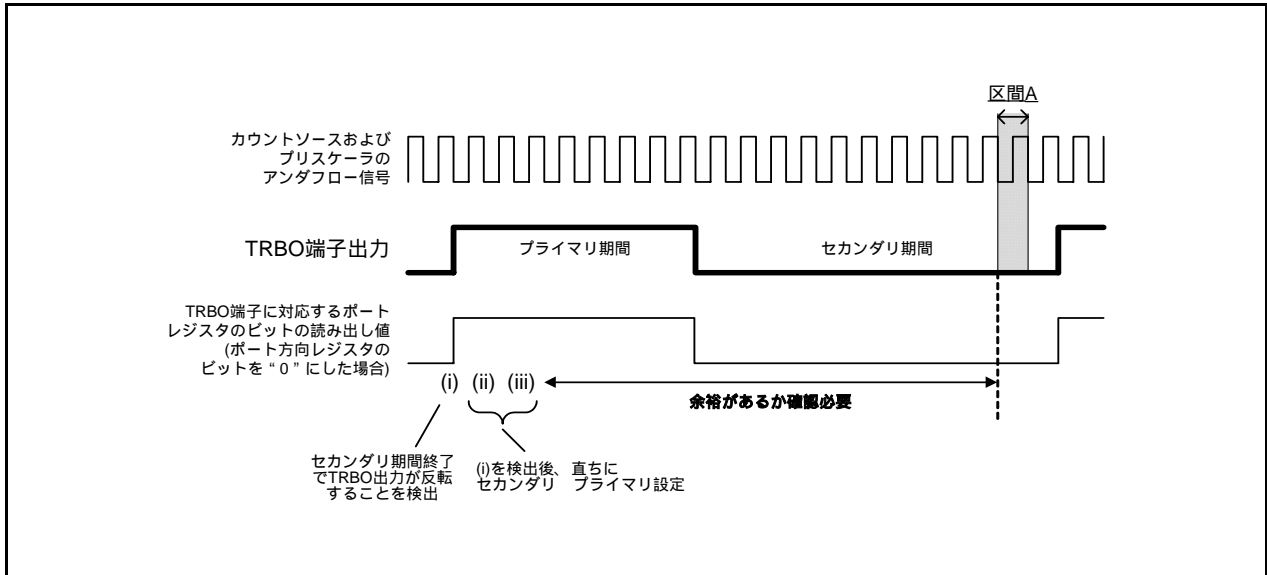 区間A
カウントソースおよび
プリスケーラの
アンダフロー信号
TRBO端子出力
プライマリ期間
セカンダリ期間
TRBO端子に対応するポート
レジスタのビットの読み出し値
(ポート方向レジスタの
ビットを“0”にした場合)
(i) (ii) (iii)
余裕があるか確認必要
セカンダリ期間終了
でTRBO出力が反転
することを検出
(i)を検出後、直ちに
セカンダリ プライマリ設定